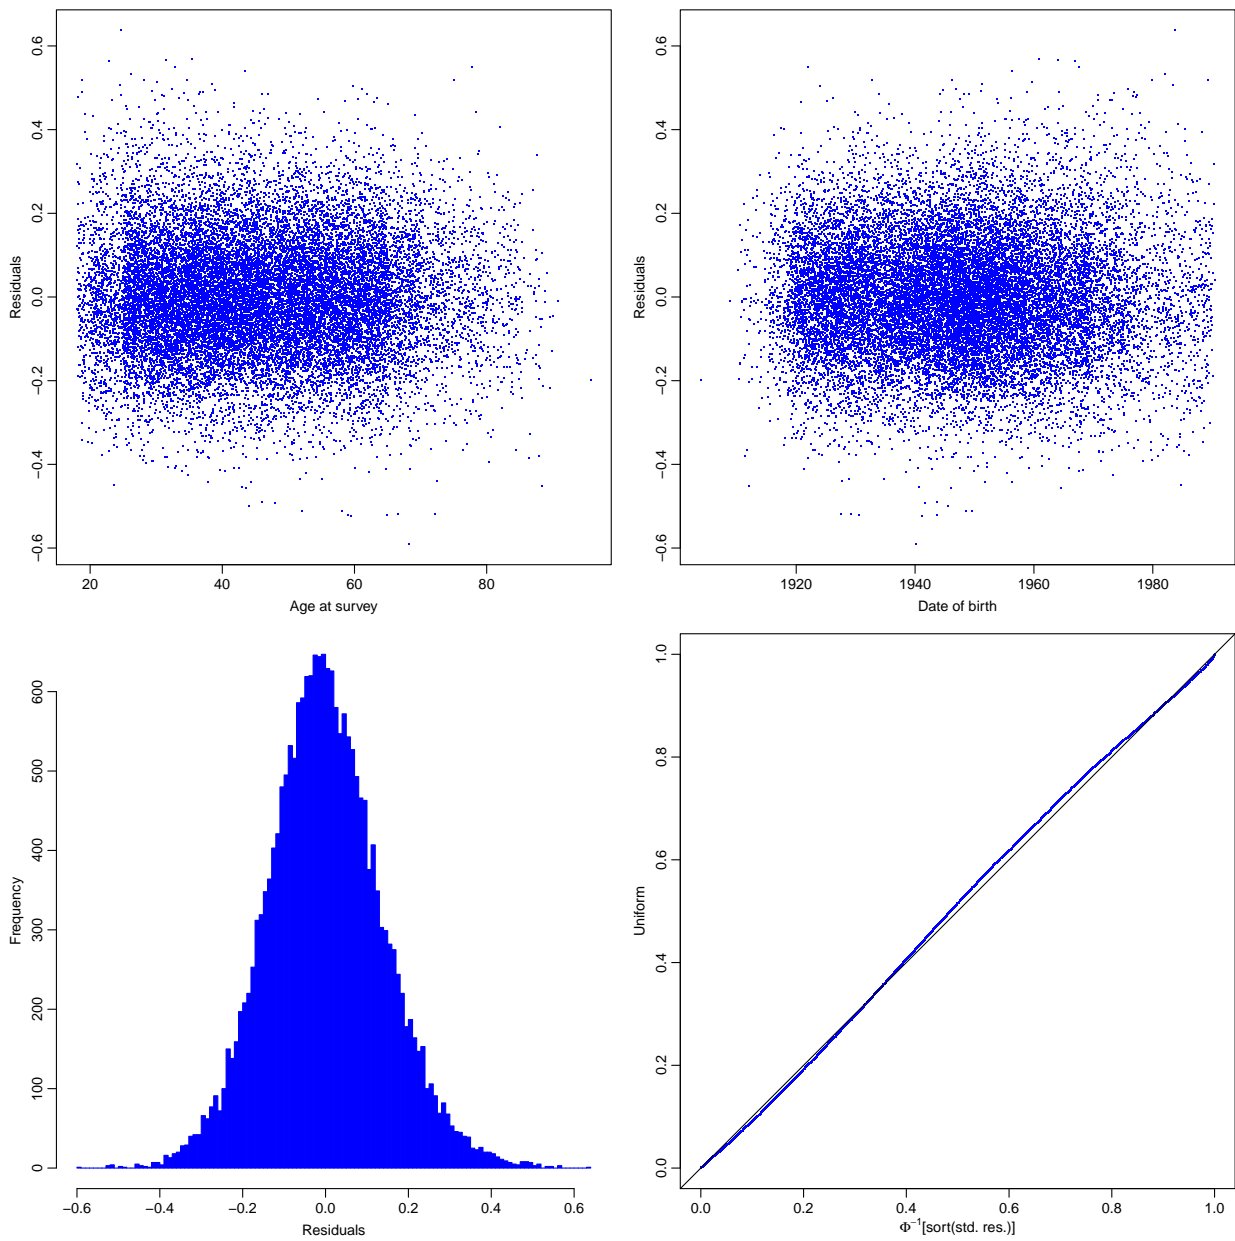 0.6
0.4
0.2
0.0
−0.2
−0.4
−0.6
Residuals
20 40 60 80
Age at survey
0.6
0.4
0.2
0.0
−0.2
−0.4
−0.6
Residuals
1920 1940 1960 1980
Date of birth
600
500
400
300
200
100
0
Frequency
−0.6 −0.4 −0.2 0.0 0.2 0.4 0.6
Residuals
1.0
0.8
0.6
0.4
0.2
0.0
Uniform
0.0 0.2 0.4 0.6 0.8 1.0
Φ⁻¹[sort(std. res.)]